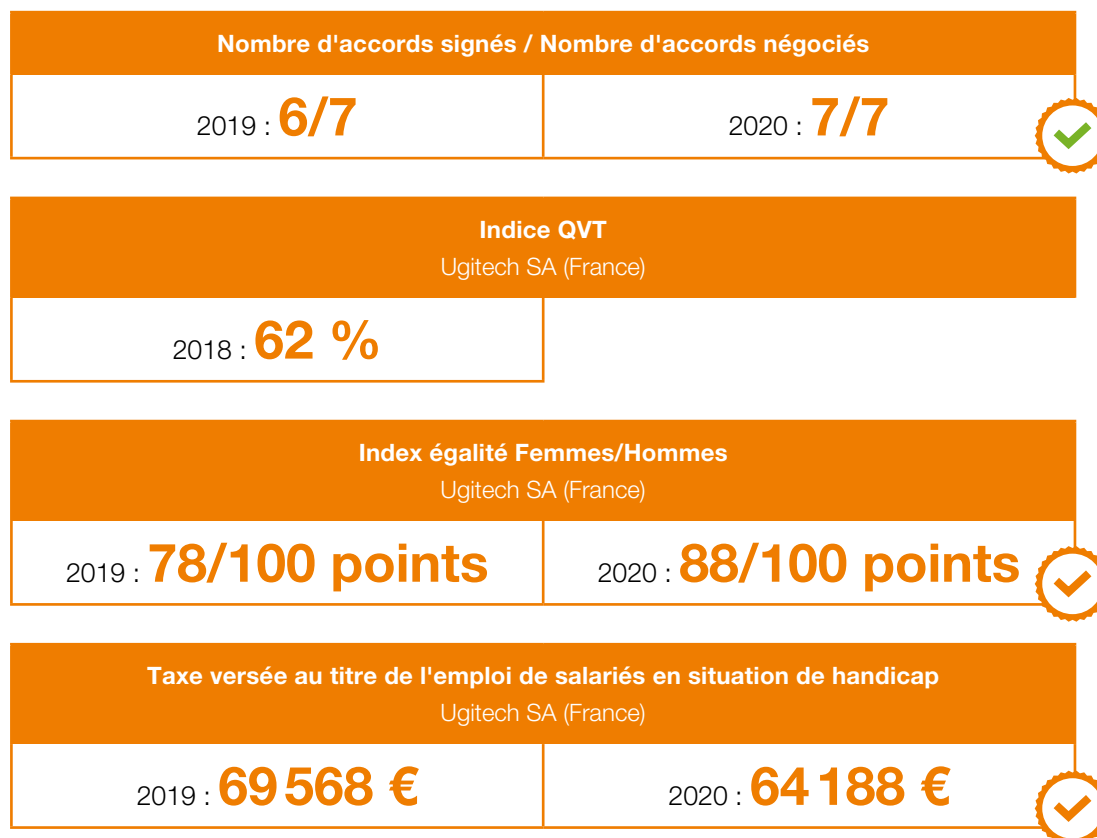 Nombre d'accords signés / Nombre d'accords négociés
2019 : 6/7
2020 : 7/7
Indice QVT
Ugitech SA (France)
2018 : 62 %
Index égalité Femmes/Hommes
Ugitech SA (France)
2019 : 78/100 points
2020 : 88/100 points
Taxe versée au titre de l'emploi de salariés en situation de handicap
Ugitech SA (France)
2019 : 69 568 €
2020 : 64 188 €